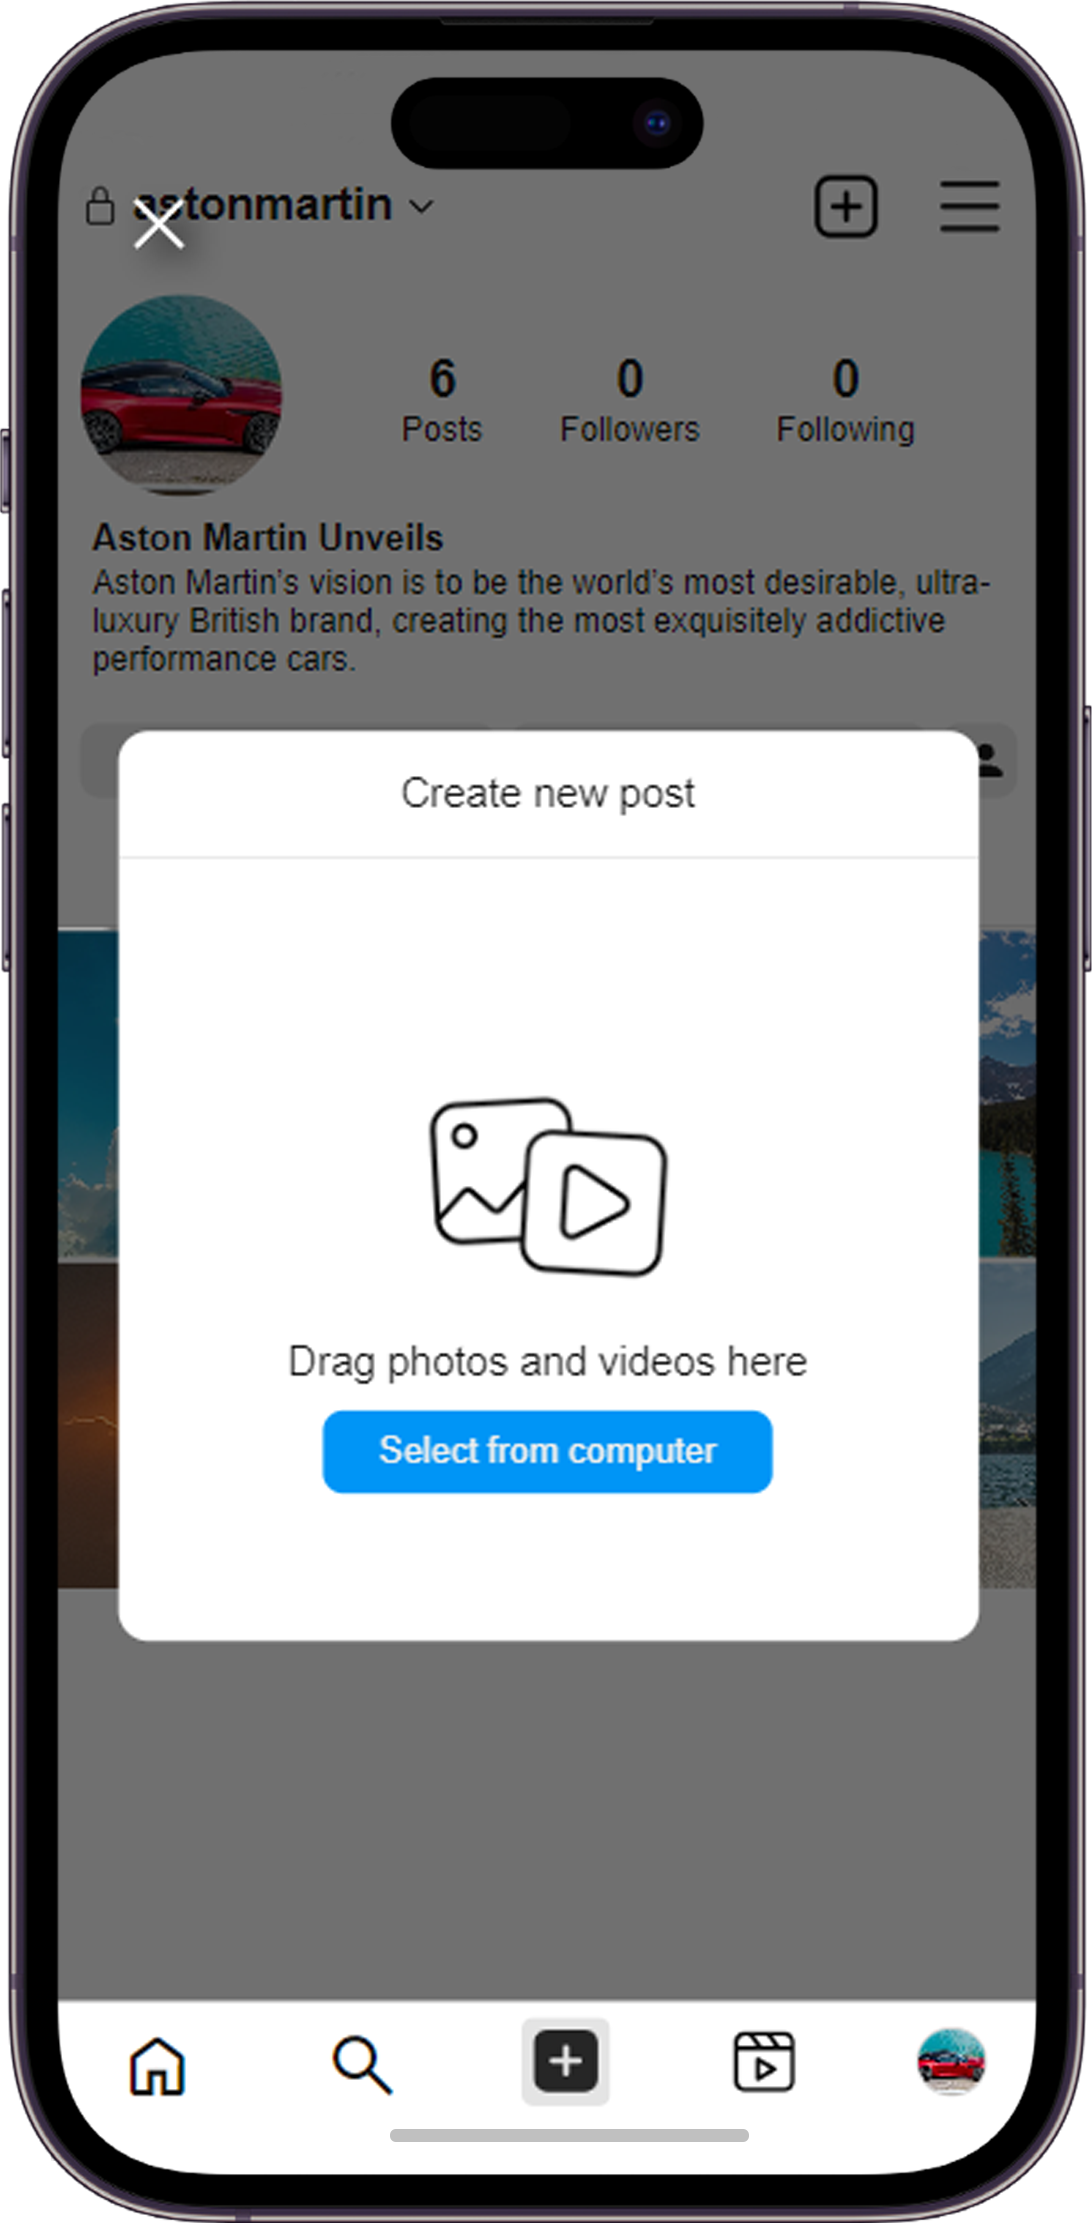 astonmartin
6 0 0
Posts Followers Following
Aston Martin Unveils
Aston Martin's vision is to be the world's most desirable, ultra-
luxury British brand, creating the most exquisitely addictive
performance cars.
Create new post
Drag photos and videos here
Select from computer